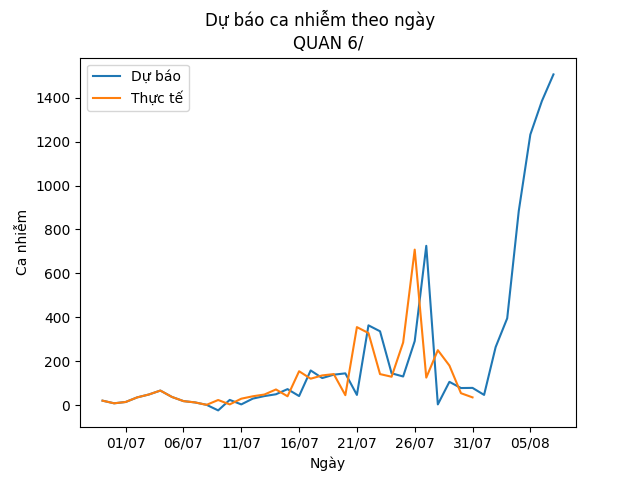 Dự báo ca nhiễm theo ngày
QUAN 6/
Dự báo
Thực tế
Ca nhiễm
1400
1200
1000
800
600
400
200
0
01/07 06/07 11/07 16/07 21/07 26/07 31/07 05/08
Ngày